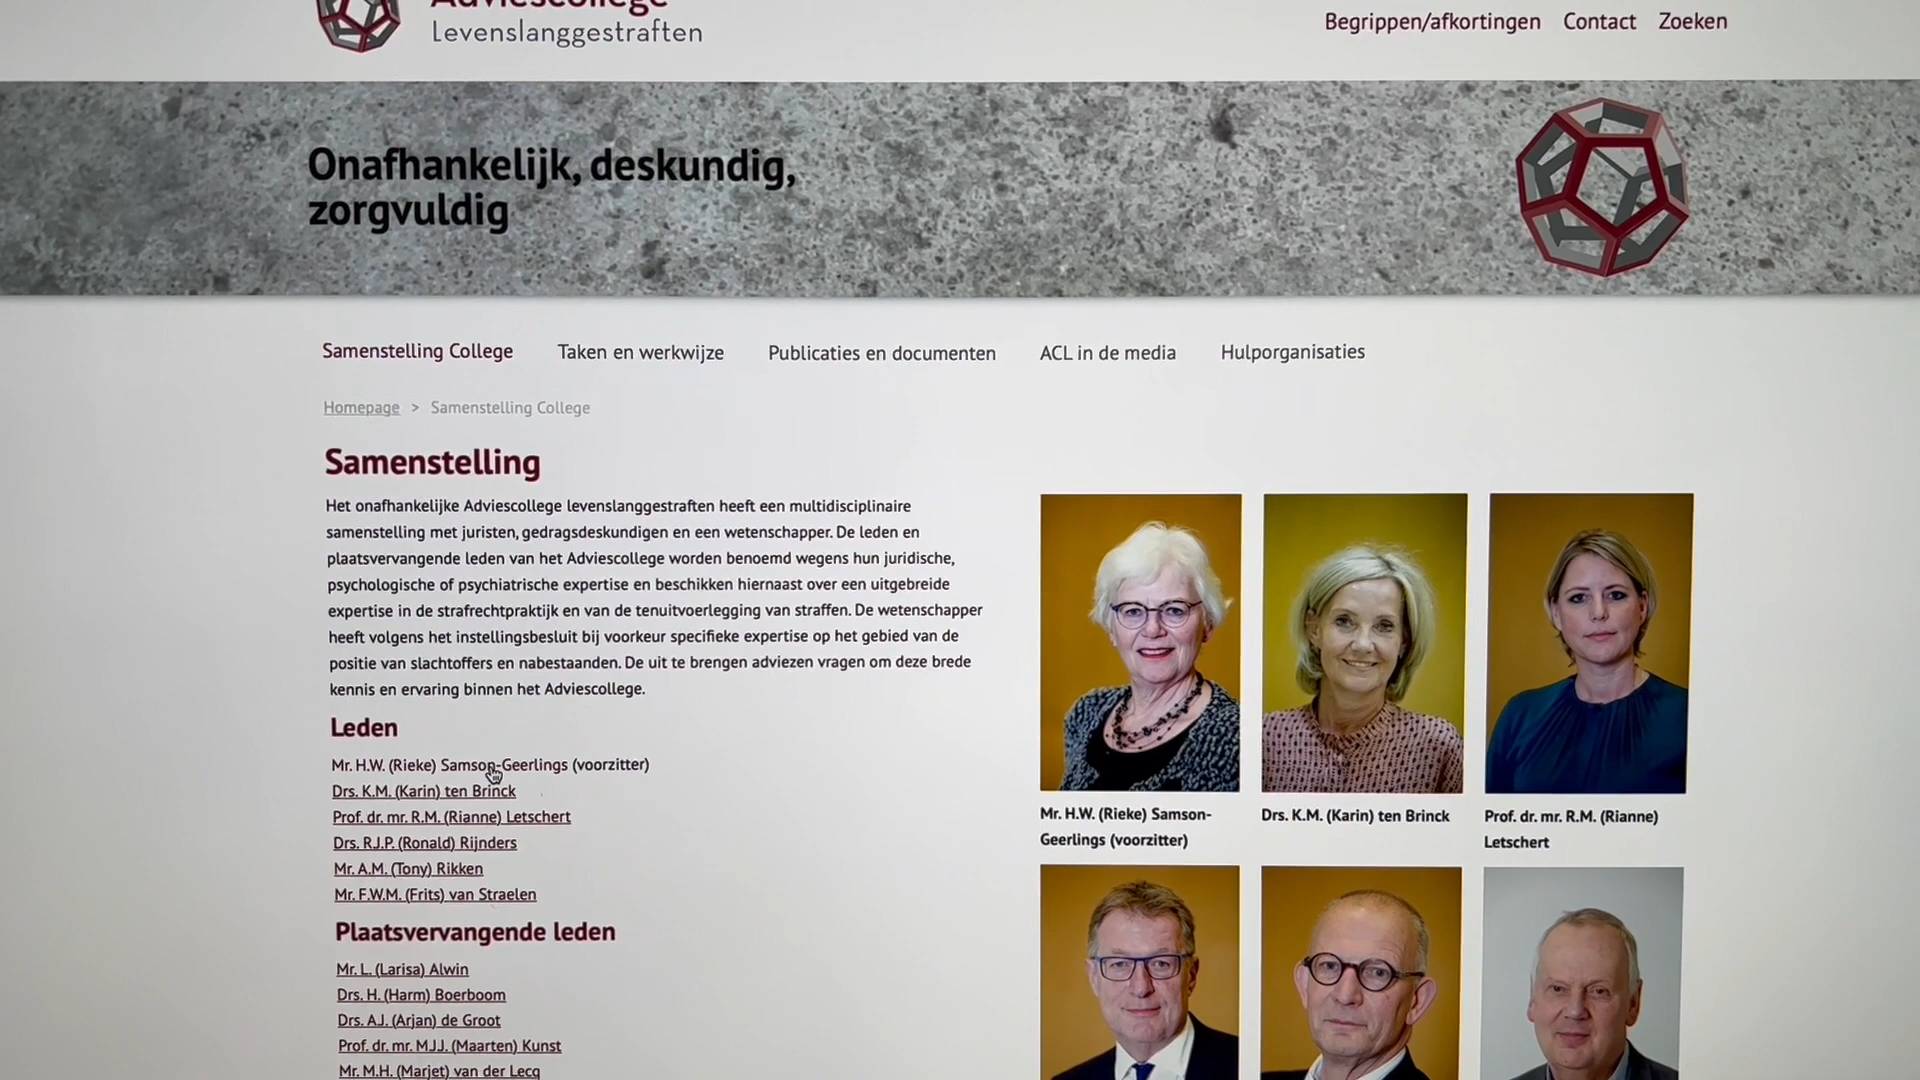 Adviescollege
Levenslanggestraften
Begrippen/afkortingen Contact Zoeken
Onafhankelijk, deskundig,
zorgvuldig
Samenstelling College Taken en werkwijze Publicaties en documenten ACL in de media Hulporganisaties
Homepage > Samenstelling College
Samenstelling
Het onafhankelijke Adviescollege levenslanggestraften heeft een multidisciplinaire
samenstelling met juristen, gedragsdeskundigen en een wetenschapper. De leden en
plaatsvervangende leden van het Adviescollege worden benoemd wegens hun juridische,
psychologische of psychiatrische expertise en beschikken hiernaast over een uitgebreide
expertise in de strafrechtpraktijk en van de tenuitvoerlegging van straffen. De wetenschapper
heeft volgens het instellingsbesluit bij voorkeur specifieke expertise op het gebied van de
positie van slachtoffers en nabestaanden. De uit te brengen adviezen vragen om deze brede
kennis en ervaring binnen het Adviescollege.
Leden
Mr. H.W. (Rieke) Samson-Geerlings (voorzitter)
Drs. K.M. (Karin) ten Brinck
Prof. dr. mr. R.M. (Rianne) Letschert
Drs. R.J.P. (Ronald) Rijnders
Mr. A.M. (Tony) Rikken
Mr. F.W.M. (Frits) van Straelen
Plaatsvervangende leden
Mr. L. (Larisa) Alwin
Drs. H. (Harm) Boerboom
Drs. A.J. (Arjan) de Groot
Prof. dr. mr. M.J.J. (Maarten) Kunst
Mr. M.H. (Marjet) van der Lecq
Mr. H.W. (Rieke) Samson-
Geerlings (voorzitter)
Drs. K.M. (Karin) ten Brinck
Prof. dr. mr. R.M. (Rianne)
Letschert